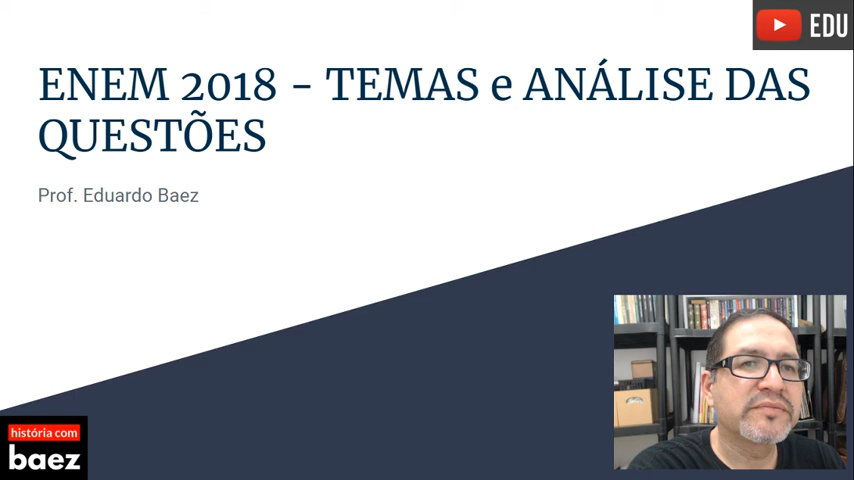 EDU
ENEM 2018 - TEMAS e ANÁLISE DAS
QUESTÕES
Prof. Eduardo Baez
história com
baez